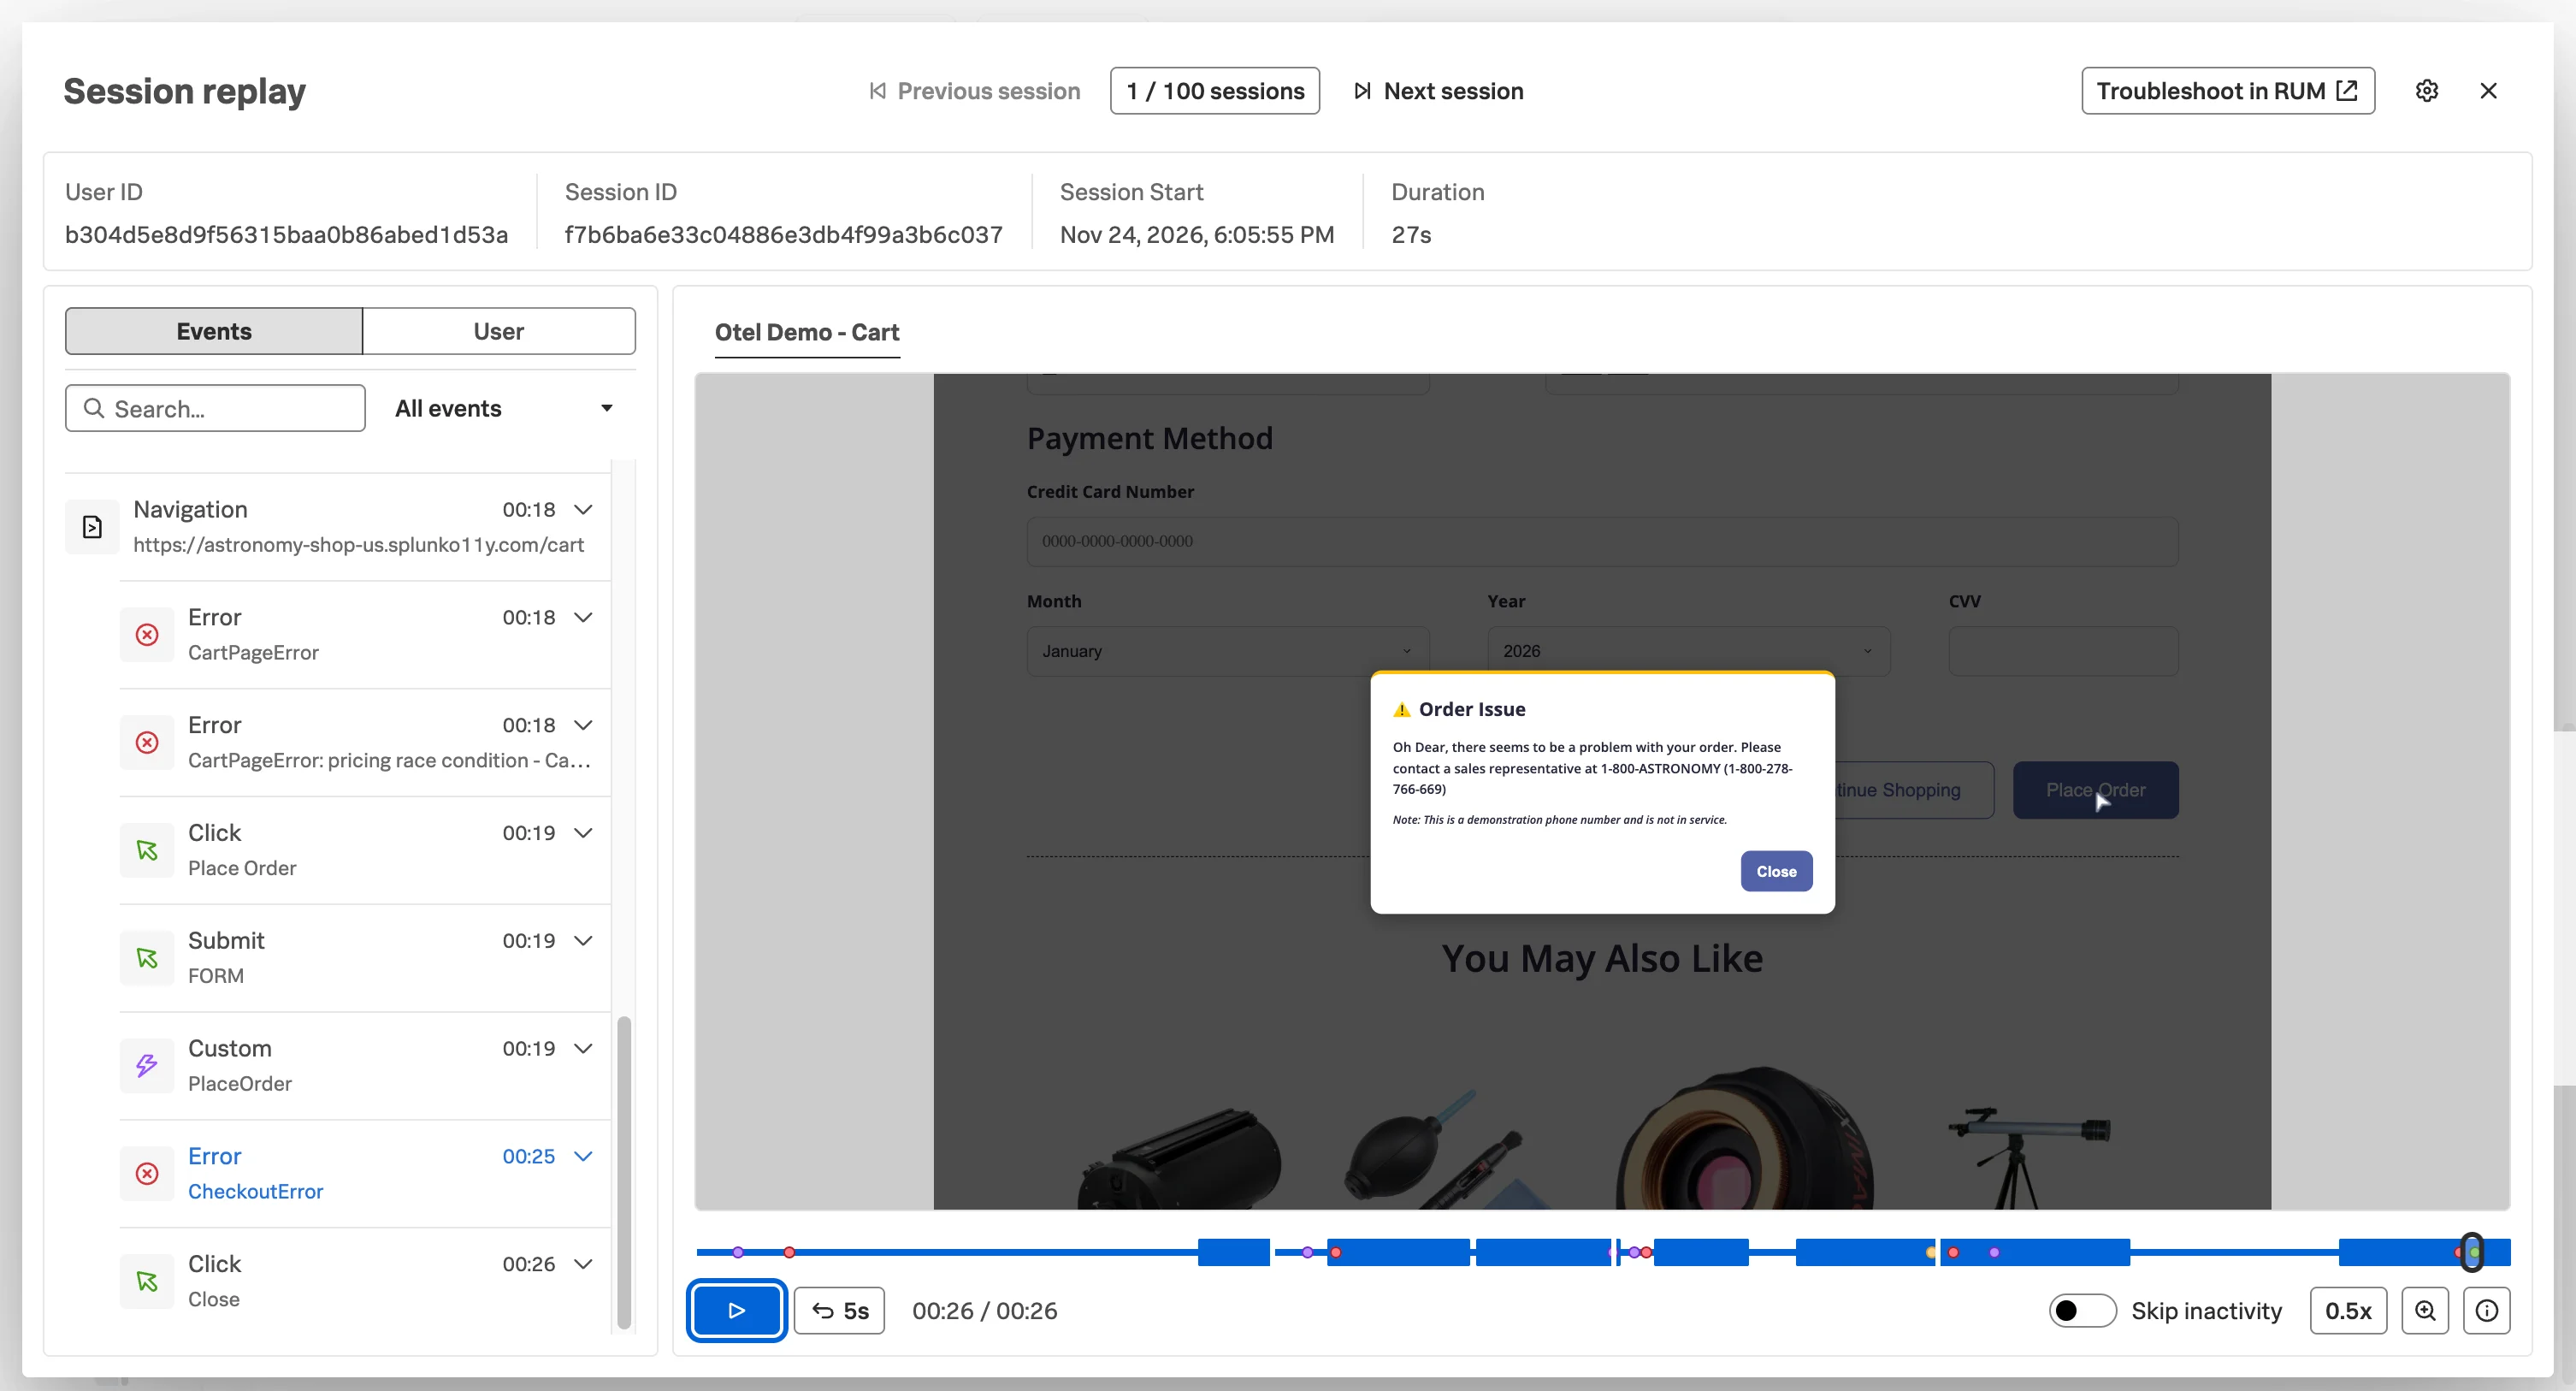 Session replay
Previous session
1 / 100 sessions
Next session
Troubleshoot in RUM
User ID
b304d5e8d9f56315baa0b86abed1d53a
Session ID
f7b6ba6e33c04886e3db4f99a3b6c037
Session Start
Nov 24, 2026, 6:05:55 PM
Duration
27s
Events
User
Search...
All events
Navigation 00:18
https://astronomy-shop-us.splunko11y.com/cart
Error 00:18
CartPageError
Error 00:18
CartPageError: pricing race condition - Ca...
Click 00:19
Place Order
Submit 00:19
FORM
Custom 00:19
PlaceOrder
Error 00:25
CheckoutError
Click 00:26
Close
Otel Demo - Cart
Payment Method
Credit Card Number
0000-0000-0000-0000
Month
Year
CVV
January
2026
Order Issue
Oh Dear, there seems to be a problem with your order. Please
contact a sales representative at 1-800-ASTRONOMY (1-800-278-
766-669)
Note: This is a demonstration phone number and is not in service.
Close
tinue Shopping
Place Order
You May Also Like
5s
00:26 / 00:26
Skip inactivity
0.5x